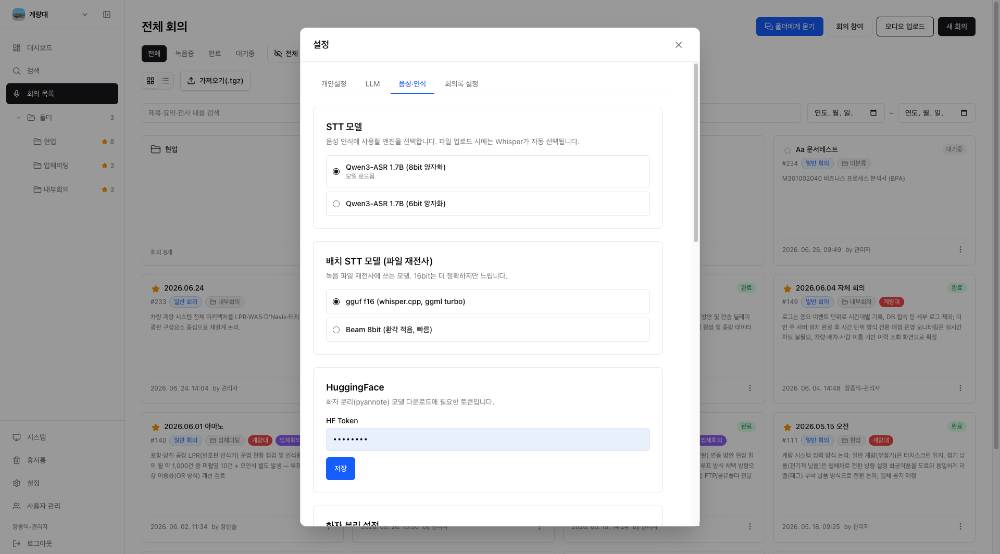 계량대
대시보드
검색
회의 목록
폴더 3
현업 8
업체미팅 3
내부회의 3
시스템
휴지통
설정
사용자 관리
장종익-관리자
로그아웃
전체 회의
폴더에게 묻기
회의 참여
오디오 업로드
새 회의
전체 녹음중 완료 대기중 전체
가져오기(.tgz)
제목·요약·전사 내용 검색
연도. 월. 일. ~ 연도. 월. 일.
현업
회의 8개
Aa 문서테스트 대기중
#234 일반 회의 미분류
M301002040 비즈니스 프로세스 분석서 (BPA)
2026. 06. 26. 09:49 by 관리자
2026.06.24
#233 일반 회의 내부회의
차량 계량 시스템 전체 아키텍처를 LPR·WAS·D'Navis·터치
광판 구성요소 중심으로 재설계 논의.
2026. 06. 24. 14:04 by 관리자
완료
방안 및 전송 딜레이
결정 및 중량 데이터
2026.06.04 자체 회의 완료
#149 일반 회의 내부회의 계량대
로그는 중요 이벤트 단위로 시간대별 기록, DB 접속 등 세부 로그 제외; 이
번 주 서버 설치 완료 후 시간 단위 방식 전환 예정 운영 모니터링은 실시간
차트 불필요, 차량·배차·사람 이름 기반 이력 조회 화면으로 확정
2026. 06. 04. 14:48 장종익-관리자
2026.06.01 아마노
#140 일반 회의 업체미팅 계량대 업체회의
포항·당진 공장 LPR(번호판 인식기) 운영 현황 점검 및 인식률
의 월 약 1,000건 중 미촬영 10건 + 오인식 별도 발생 — 루프
상 이중화(OR 방식) 개선 검토
2026. 06. 02. 11:34 by 장한솔
2026. 05. 26. 15:30 by 관리자
완료
업체회의
판) 연동 방안 현장 협
루프 방식 채택 방향으
일 FTP/공유폴더 전달
2026. 05. 19. 14:24 by 관리자
2026.05.15 오전 완료
#111 일반 회의 현업 계량대
계량 시스템 입력 방식 논의: 일반 계량(부정기)은 터치스크린 유지, 정기 납
품(전기적 납품)은 웹배차로 전환 방향 설정 화공약품을 도료와 동일하게 라
벨(태그) 부착 납품 방식으로 전환 논의; 업체 공지 예정
2026. 05. 18. 09:25 by 관리자
설정
개인설정 LLM 음성·인식 회의록 설정
STT 모델
음성 인식에 사용할 엔진을 선택합니다. 파일 업로드 시에는 Whisper가 자동 선택됩니다.
Qwen3-ASR 1.7B (8bit 양자화)
모델 로드됨
Qwen3-ASR 1.7B (6bit 양자화)
배치 STT 모델 (파일 재전사)
녹음 파일 재전사에 쓰는 모델. 16bit는 더 정확하지만 느립니다.
gguf f16 (whisper.cpp, ggml turbo)
Beam 8bit (환각 적음, 빠름)
HuggingFace
화자 분리(pyannote) 모델 다운로드에 필요한 토큰입니다.
HF Token
••••••••
저장
화자 분리 설정